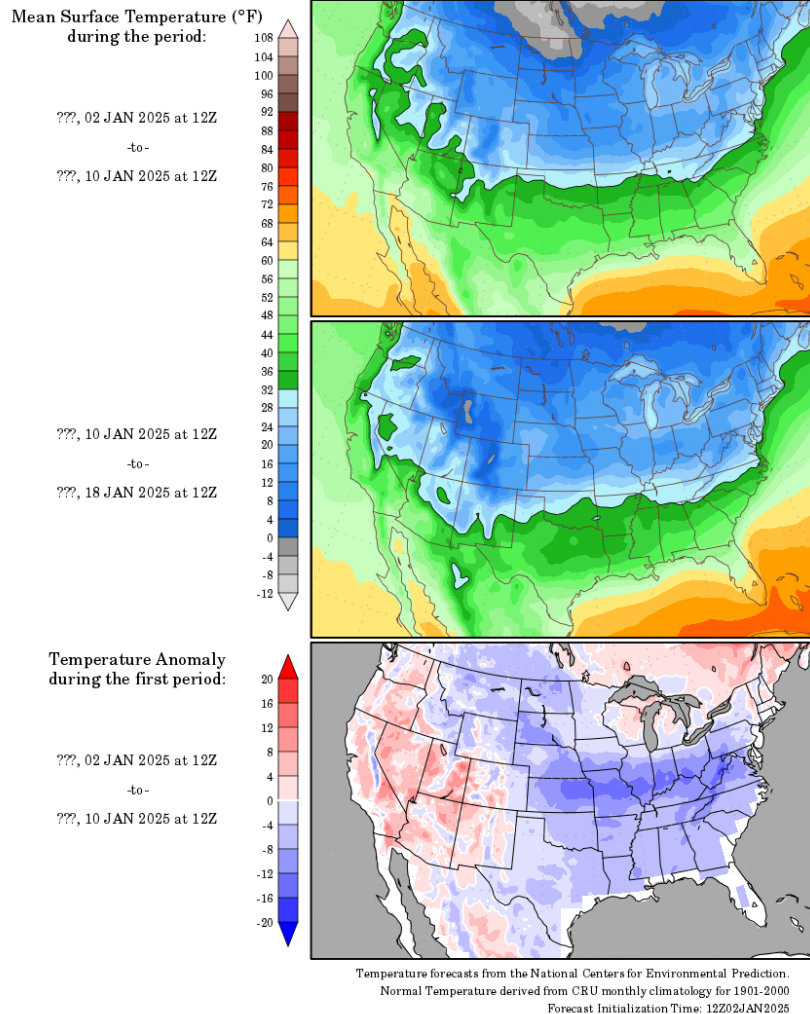 Mean Surface Temperature (°F)
during the period:
108
104
100
96
92
88
84
80
76
72
68
64
60
56
52
48
44
40
36
32
28
24
20
16
12
8
4
0
-4
-8
-12
???, 02 JAN 2025 at 12Z
-to-
???, 10 JAN 2025 at 12Z
???, 10 JAN 2025 at 12Z
-to-
???, 18 JAN 2025 at 12Z
Temperature Anomaly
during the first period:
20
16
12
8
4
0
-4
-8
-12
-16
-20
???, 02 JAN 2025 at 12Z
-to-
???, 10 JAN 2025 at 12Z
Temperature forecasts from the National Centers for Environmental Prediction.
Normal Temperature derived from CRU monthly climatology for 1901-2000
Forecast Initialization Time: 12Z02JAN2025